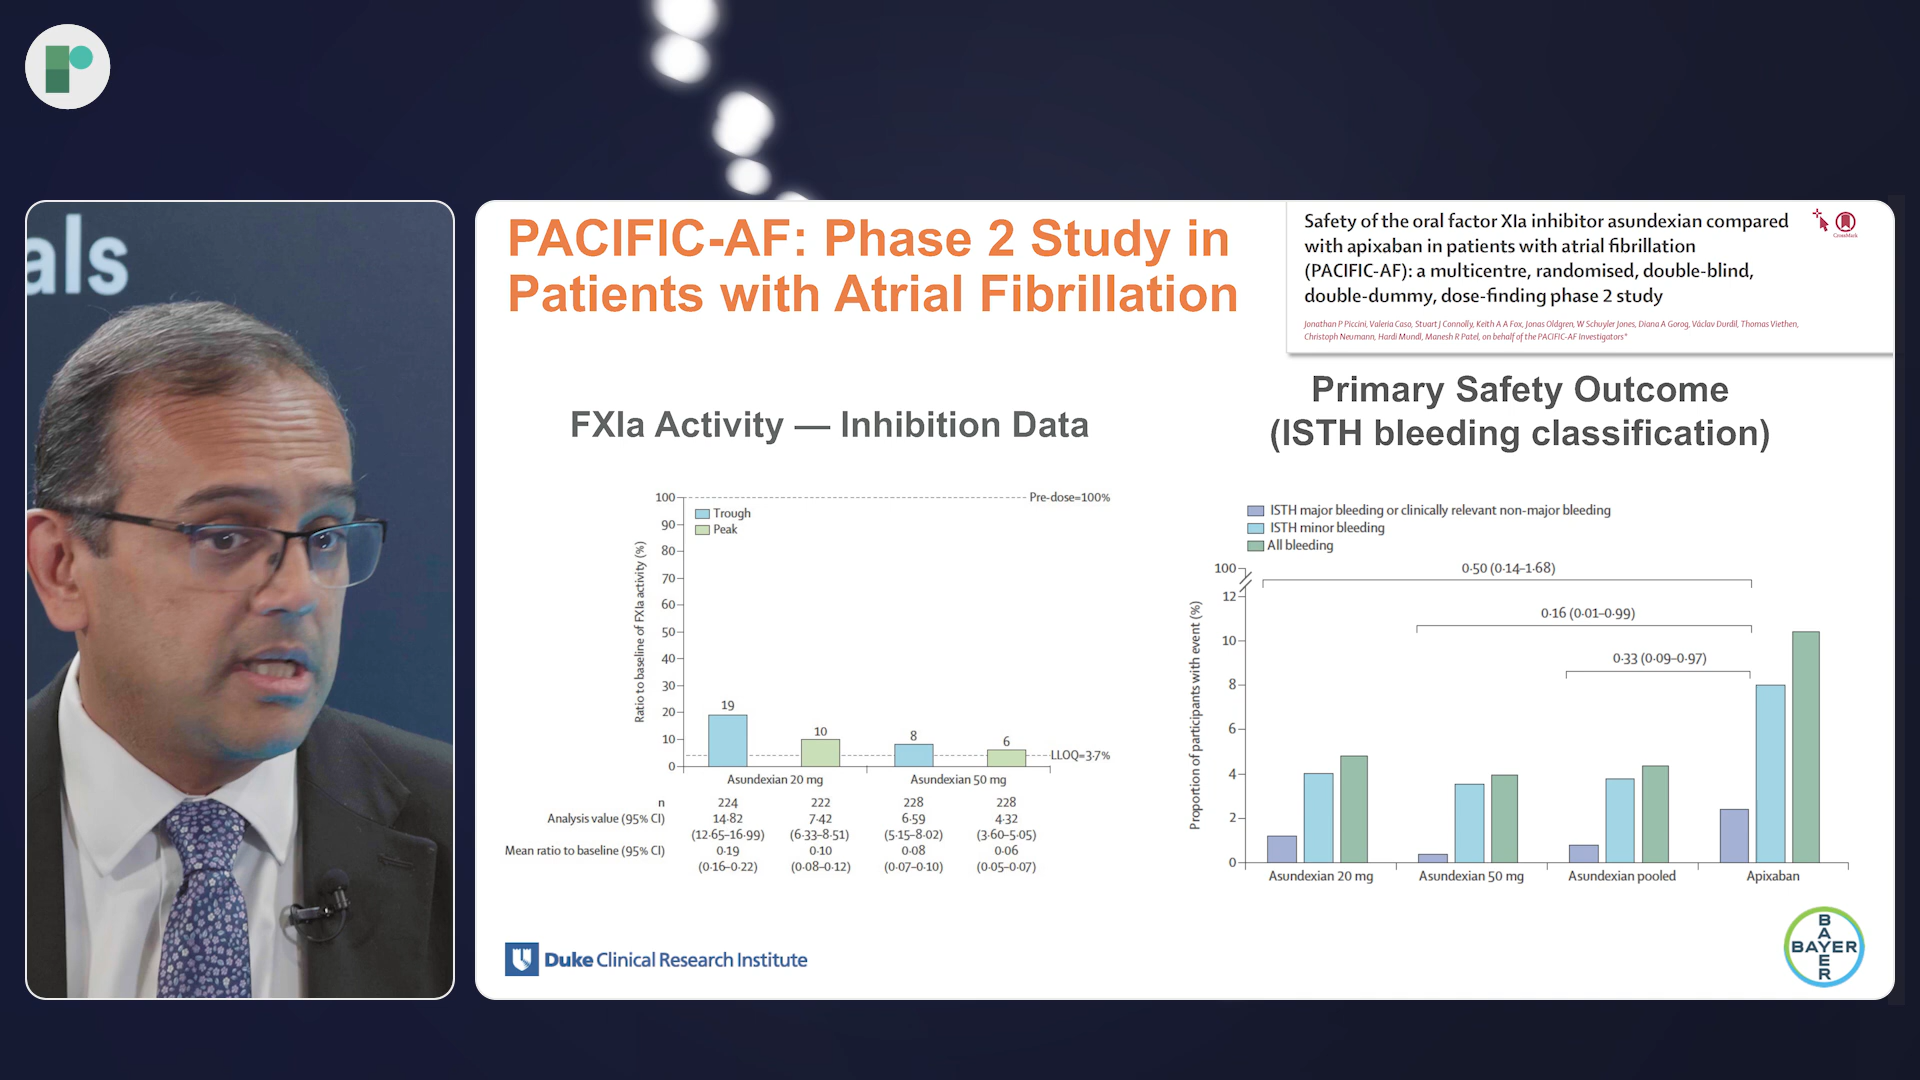 als
PACIFIC-AF: Phase 2 Study in
Patients with Atrial Fibrillation
Safety of the oral factor XIa inhibitor asundexian compared
with apixaban in patients with atrial fibrillation
(PACIFIC-AF): a multicentre, randomised, double-blind,
double-dummy, dose-finding phase 2 study
CrossMark
Jonathan P Piccini, Valeria Caso, Stuart J Connolly, Keith A A Fox, Jonas Oldgren, W Schuyler Jones, Diana A Gorog, Václav Durdil, Thomas Viethen,
Christoph Neumann, Hardi Mundl, Manesh R Patel, on behalf of the PACIFIC-AF Investigators*
FXIa Activity — Inhibition Data
Ratio to baseline of FXIa activity (%)
100
90
80
70
60
50
40
30
20
10
0
Pre-dose=100%
Trough
Peak
19
10
8
6
LLOQ=3·7%
Asundexian 20 mg
Asundexian 50 mg
n 224 222 228 228
Analysis value (95% CI) 14·82 7·42 6·59 4·32
(12·65–16·99) (6·33–8·51) (5·15–8·02) (3·60–5·05)
Mean ratio to baseline (95% CI) 0·19 0·10 0·08 0·06
(0·16–0·22) (0·08–0·12) (0·07–0·10) (0·05–0·07)
Primary Safety Outcome
(ISTH bleeding classification)
ISTH major bleeding or clinically relevant non-major bleeding
ISTH minor bleeding
All bleeding
Proportion of participants with event (%)
100
12
10
8
6
4
2
0
0·50 (0·14–1·68)
0·16 (0·01–0·99)
0·33 (0·09–0·97)
Asundexian 20 mg
Asundexian 50 mg
Asundexian pooled
Apixaban
Duke Clinical Research Institute
BAYER
BAYER